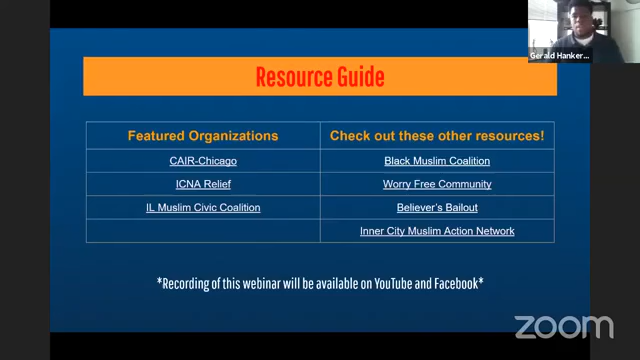 Gerald Hanker...
Resource Guide
Featured Organizations
Check out these other resources!
CAIR-Chicago
Black Muslim Coalition
ICNA Relief
Worry Free Community
IL Muslim Civic Coalition
Believer's Bailout
Inner City Muslim Action Network
*Recording of this webinar will be available on YouTube and Facebook*
zoom